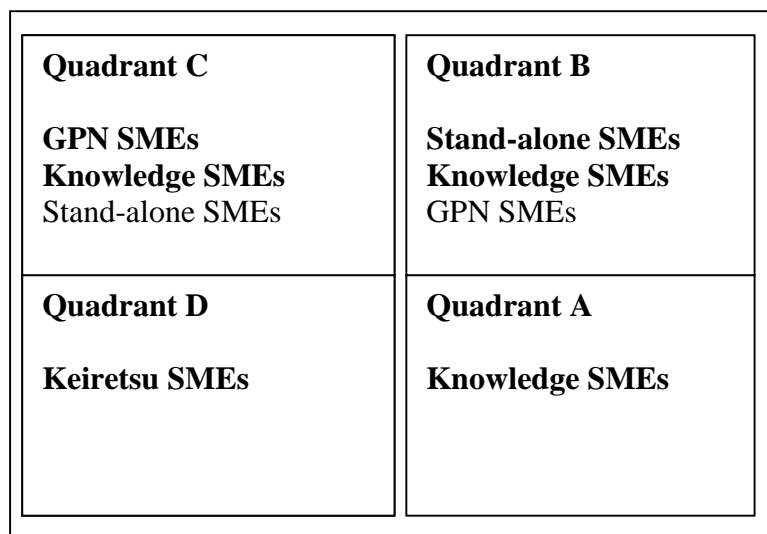 Quadrant C
GPN SMEs
Knowledge SMEs
Stand-alone SMEs
Quadrant B
Stand-alone SMEs
Knowledge SMEs
GPN SMEs
Quadrant D
Keiretsu SMEs
Quadrant A
Knowledge SMEs